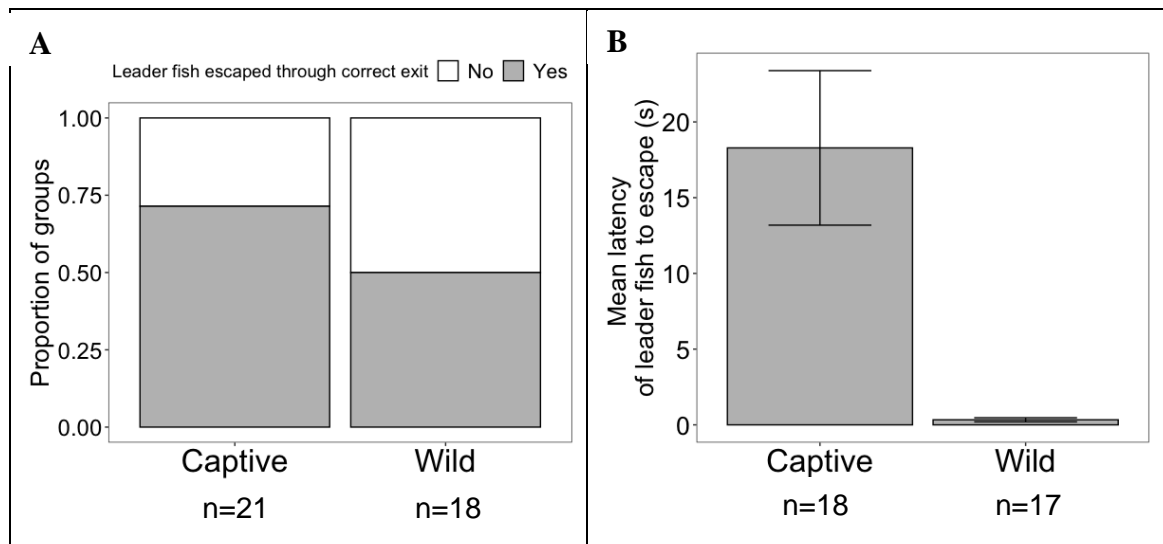 A
Leader fish escaped through correct exit No Yes
Proportion of groups
1.00
0.75
0.50
0.25
0.00
Captive Wild
n=21 n=18
B
Mean latency
of leader fish to escape (s)
20
15
10
5
0
Captive Wild
n=18 n=17